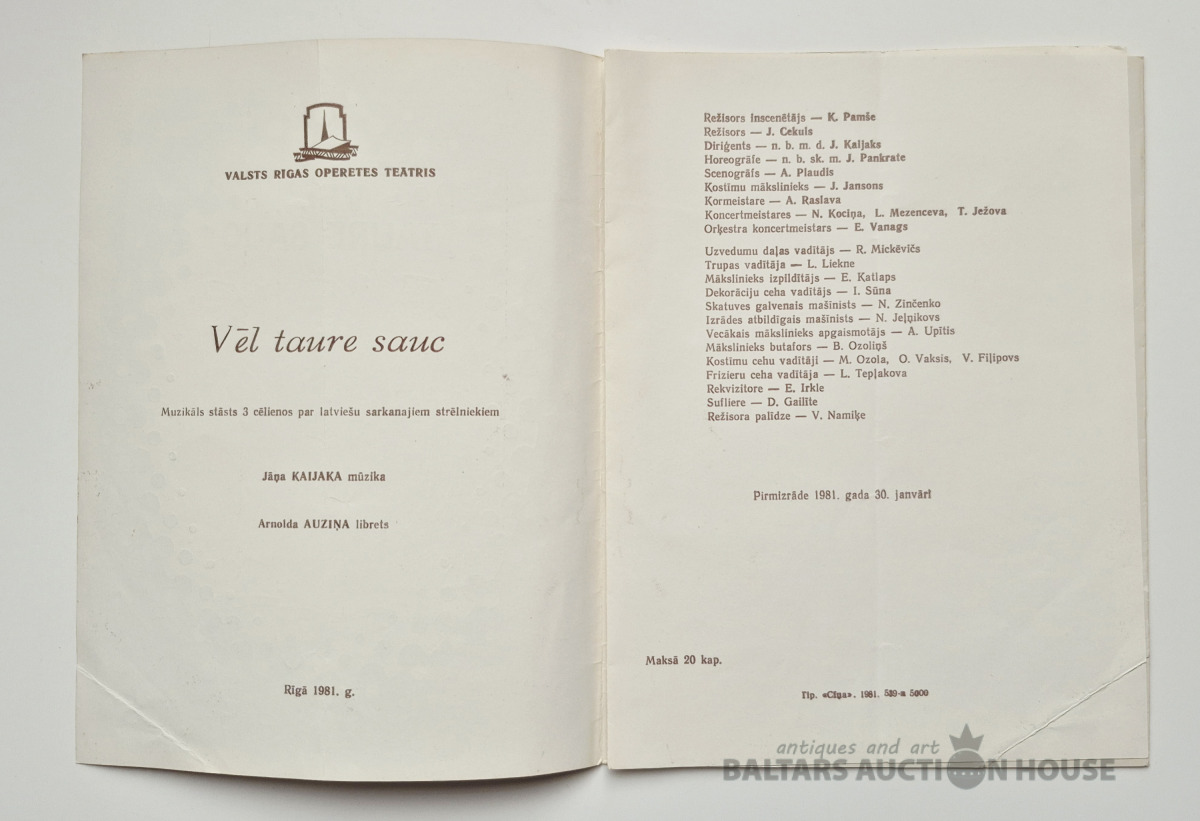 VALSTS RĪGAS OPERETES TEĀTRIS
Vēl taure sauc
Muzikāls stāsts 3 cēlienos par latviešu sarkanajiem strēlniekiem
Jāņa KAIJAKA mūzika
Arnolda AUZIŅA librets
Rīgā 1981. g.
Režisors inscenētājs — K. Pamše
Režisors — J. Cekuls
Diriģents — n. b. m. d. J. Kaijaks
Horeogrāfe — n. b. sk. m. J. Pankrate
Scenogrāfs — A. Plaudis
Kostīmu mākslinieks — J. Jansons
Kormeistare — A. Raslava
Koncertmeistares — N. Kociņa, L. Mezenceva, T. Ježova
Orķestra koncertmeistars — E. Vanags
Uzvedumu daļas vadītājs — R. Mickēvičs
Trupas vadītāja — L. Liekne
Mākslinieks izpildītājs — E. Katlaps
Dekorāciju ceha vadītājs — I. Sūna
Skatuves galvenais mašīnists — N. Zinčenko
Izrādes atbildīgais mašīnists — N. Jeļņikovs
Vecākais mākslinieks apgaismotājs — A. Upītis
Mākslinieks butafors — B. Ozoliņš
Kostīmu cehu vadītāji — M. Ozola, O. Vaksis, V. Fiļipovs
Frizieru ceha vadītāja — L. Tepļakova
Rekvizitore — E. Irkle
Sufliere — D. Gailīte
Režisora palīdze — V. Namiķe
Pirmizrāde 1981. gada 30. janvārī
Maksā 20 kap.
Tip. «Cīņa». 1981. 539-a 5000
antiques and art
BALTARS AUCTION HOUSE